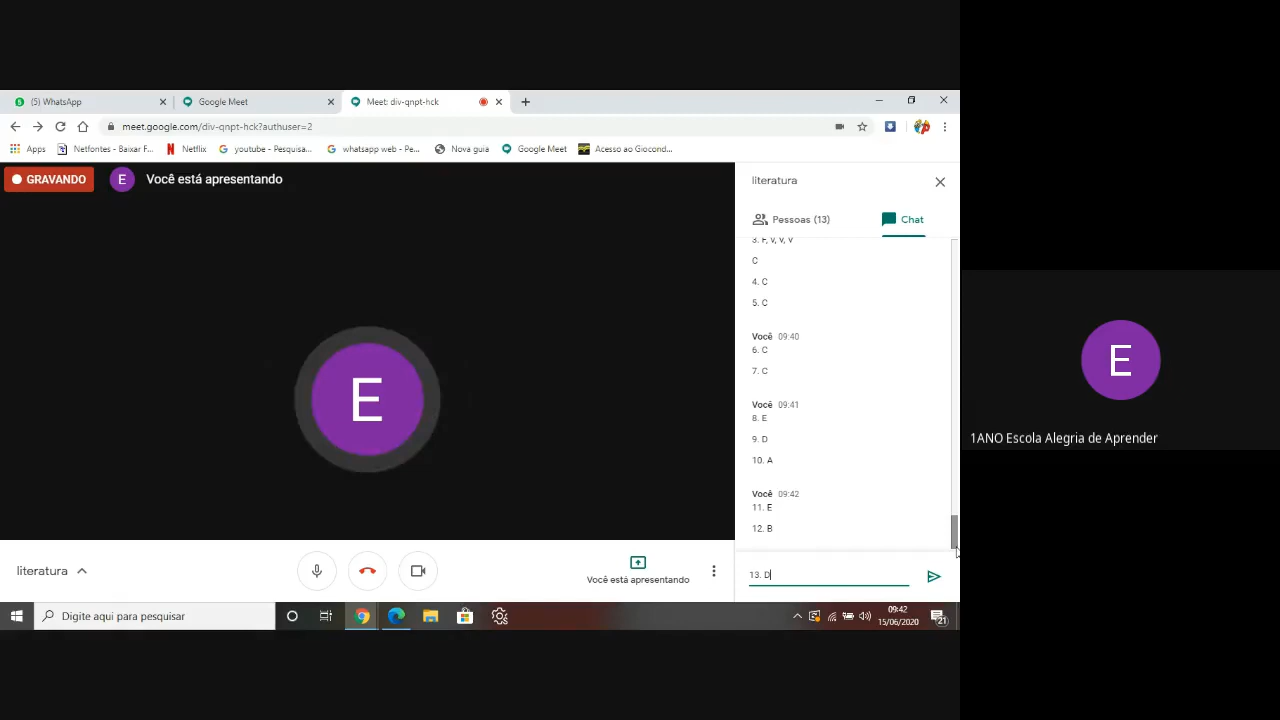 (5) WhatsApp
Google Meet
Meet: div-qnpt-hck
meet.google.com/div-qnpt-hck?authuser=2
Apps
Netfontes - Baixar F...
Netflix
youtube - Pesquisa...
whatsapp web - Pe...
Nova guia
Google Meet
Acesso ao Giocond...
GRAVANDO
E
Você está apresentando
literatura
Pessoas (13)
Chat
3. F, V, V, V
C
4. C
5. C
Você 09:40
6. C
7. C
Você 09:41
8. E
9. D
10. A
Você 09:42
11. E
12. B
13. D
E
E
1ANO Escola Alegria de Aprender
literatura
Você está apresentando
Digite aqui para pesquisar
09:42
15/06/2020
21